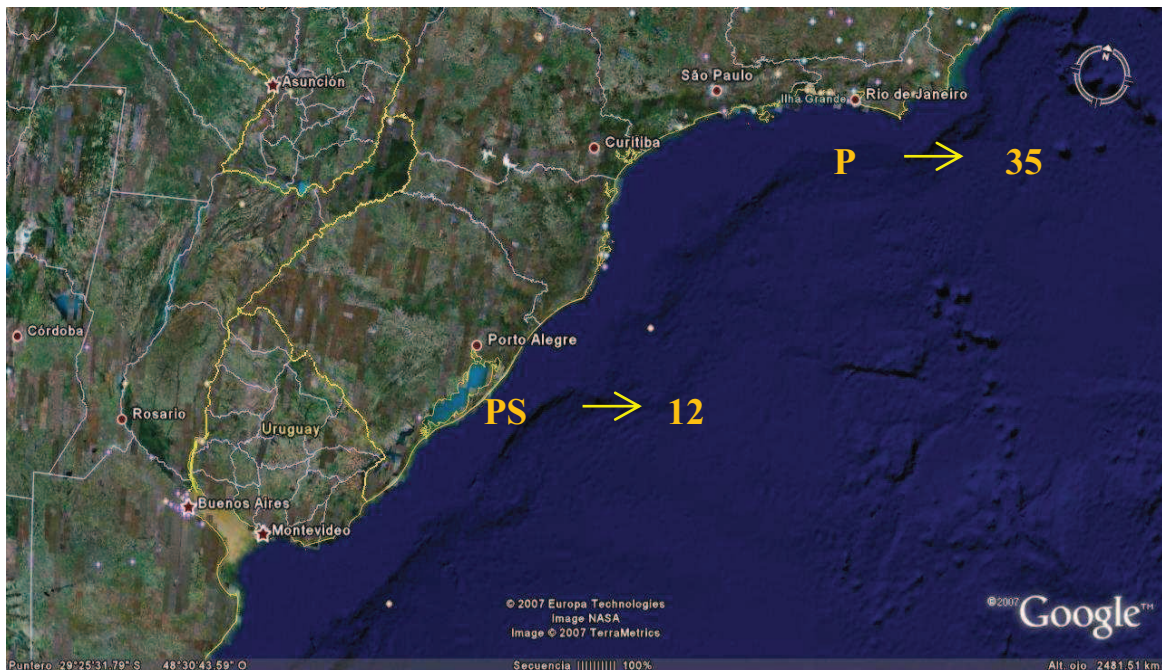 Asunción
São Paulo
Ilha Grande
Rio de Janeiro
N
Curitiba
P → 35
Córdoba
Porto Alegre
Rosario
PS → 12
Uruguay
Buenos Aires
Montevideo
© 2007 Europa Technologies
Image NASA
Image © 2007 TerraMetrics
©2007 Google™
Puntero 29°25'31.79" S 48°30'43.59" O Secuencia |||||||||| 100% Alt. ojo 2481.51 km